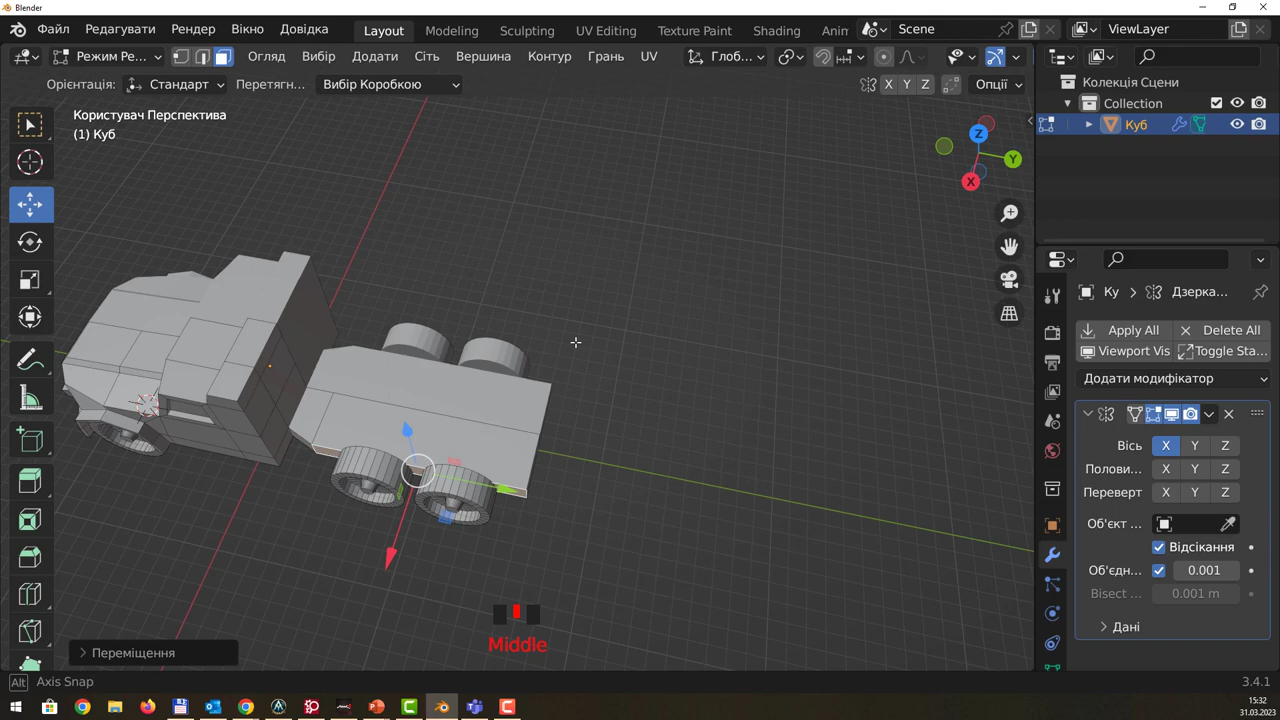 Blender
Файл Редагувати Рендер Вікно Довідка Layout Modeling Sculpting UV Editing Texture Paint Shading Anim Scene ViewLayer
Режим Ре... Огляд Вибір Додати Сіть Вершина Контур Грань UV Глоб...
Орієнтація: Стандарт Перетягн... Вибір Коробкою X Y Z Опції
Користувач Перспектива
(1) Куб
Z
Y
X
Колекція Сцени
Collection
Куб
Ку Дзерка...
Apply All Delete All
Viewport Vis Toggle Sta...
Додати модифікатор
Вісь X Y Z
Полови... X Y Z
Переверт X Y Z
Об'єкт ...
Відсікання
Об'єдн... 0.001
Bisect ... 0.001 m
Дані
Middle
Переміщення
Alt Axis Snap 3.4.1
15:32
31.03.2023